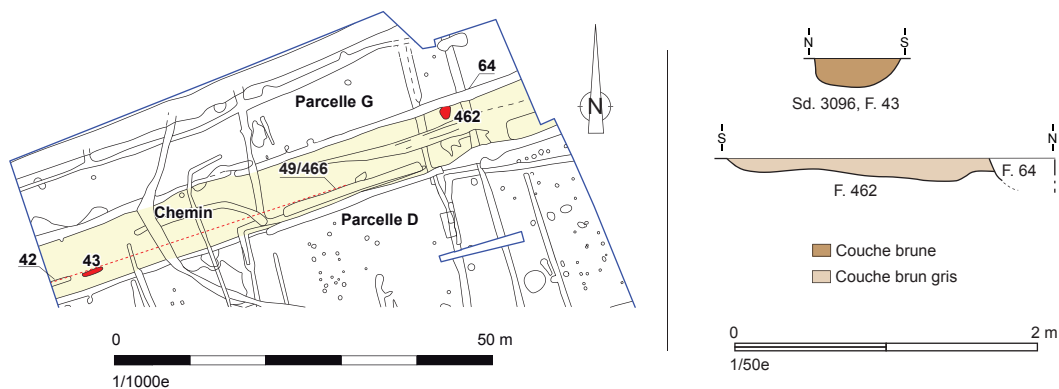 Parcelle G
64
N
462
49/466
Chemin
Parcelle D
42
43
0 50 m
1/1000e
N S
Sd. 3096, F. 43
S N
F. 64
F. 462
Couche brune
Couche brun gris
0 2 m
1/50e